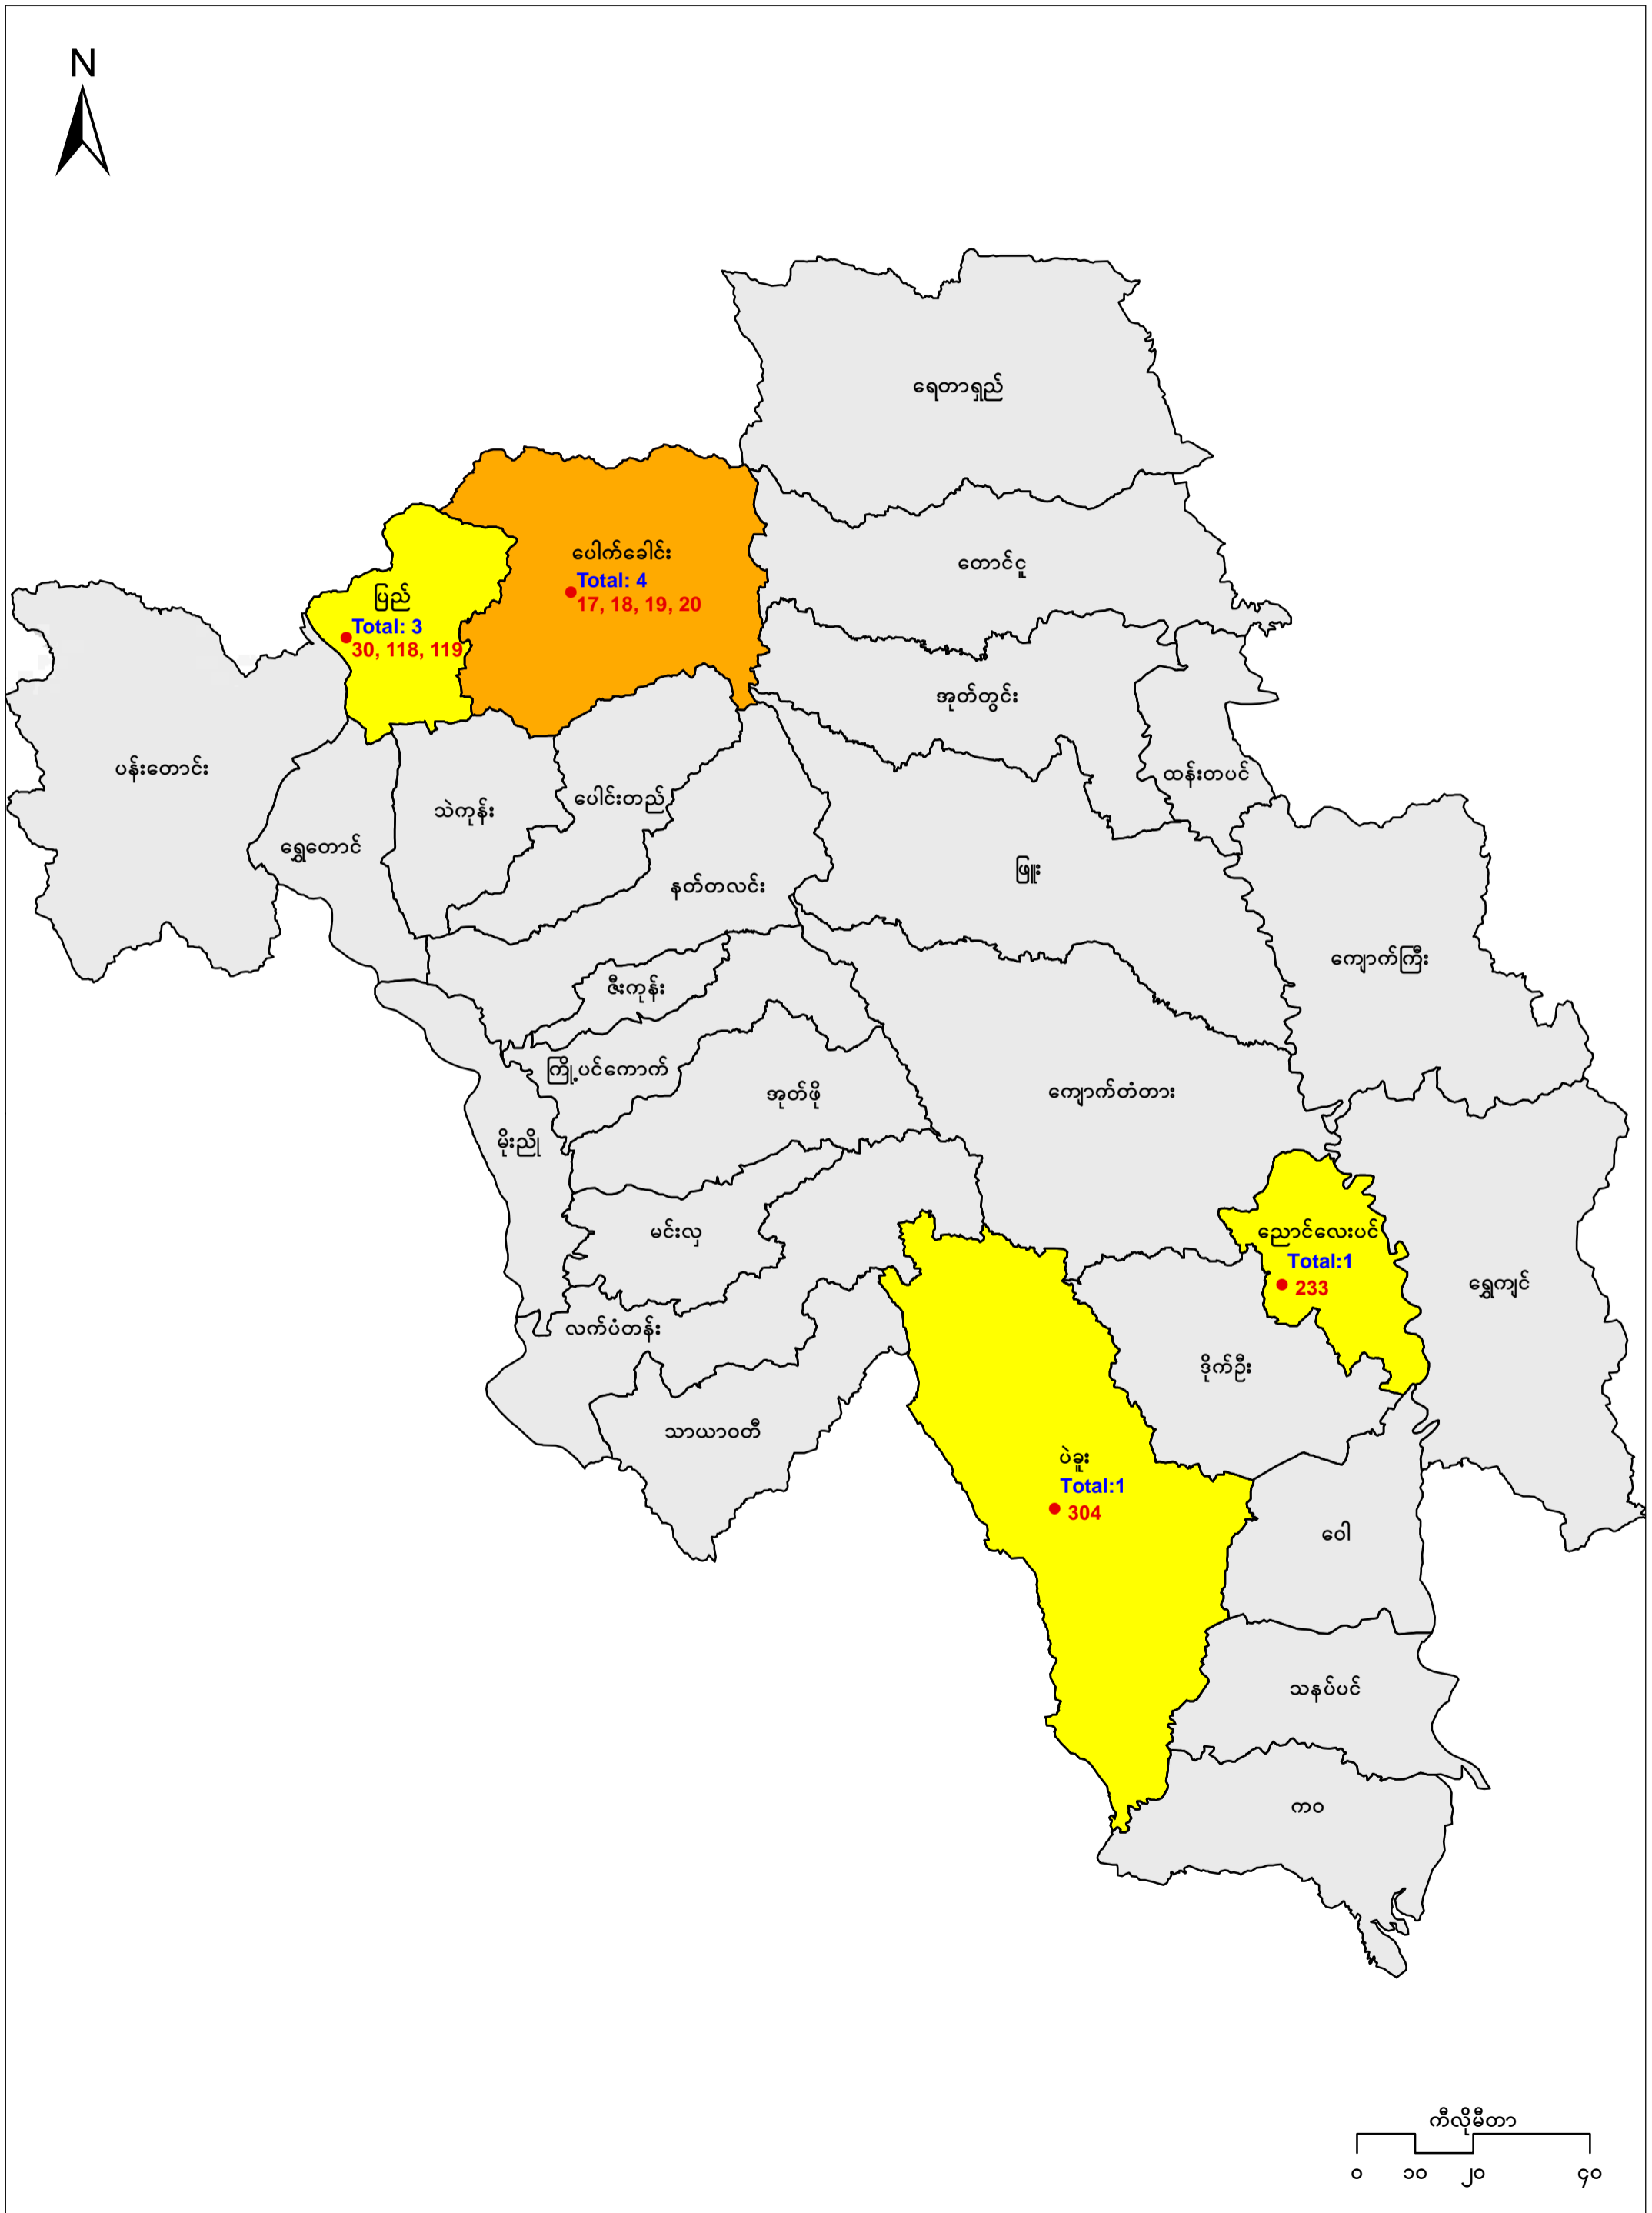 N
ရေတာရှည်
ပေါက်ခေါင်း
Total: 4
17, 18, 19, 20
တောင်ငူ
ပြည်
Total: 3
30, 118, 119
အုတ်တွင်း
ပန်းတောင်း
ထန်းတပင်
ပေါင်းတည်
သဲကုန်း
ရွှေတောင်
ဖြူး
နတ်တလင်း
ကျောက်ကြီး
ဇီးကုန်း
ကြို့ပင်ကောက်
အုတ်ဖို
ကျောက်တံတား
မိုးညို
မင်းလှ
ညောင်လေးပင်
Total:1
233
ရွှေကျင်
လက်ပံတန်း
ဒိုက်ဦး
သာယာဝတီ
ပဲခူး
Total:1
304
ဝေါ
သနပ်ပင်
ကဝ
ကီလိုမီတာ
၀ ၁၀ ၂၀ ၄၀